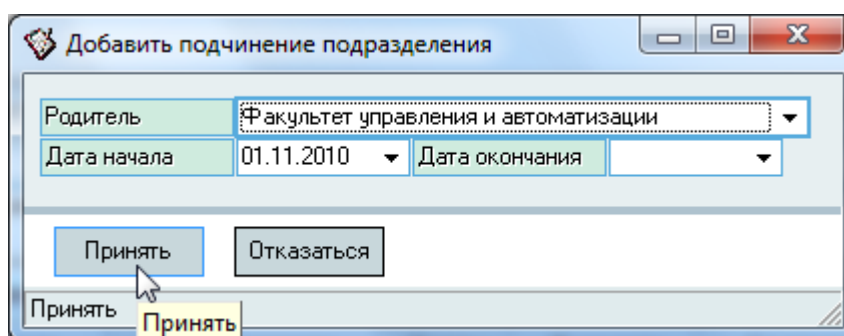 Добавить подчинение подразделения
Родитель Факультет управления и автоматизации
Дата начала 01.11.2010 Дата окончания
Принять Отказаться
Принять
Принять